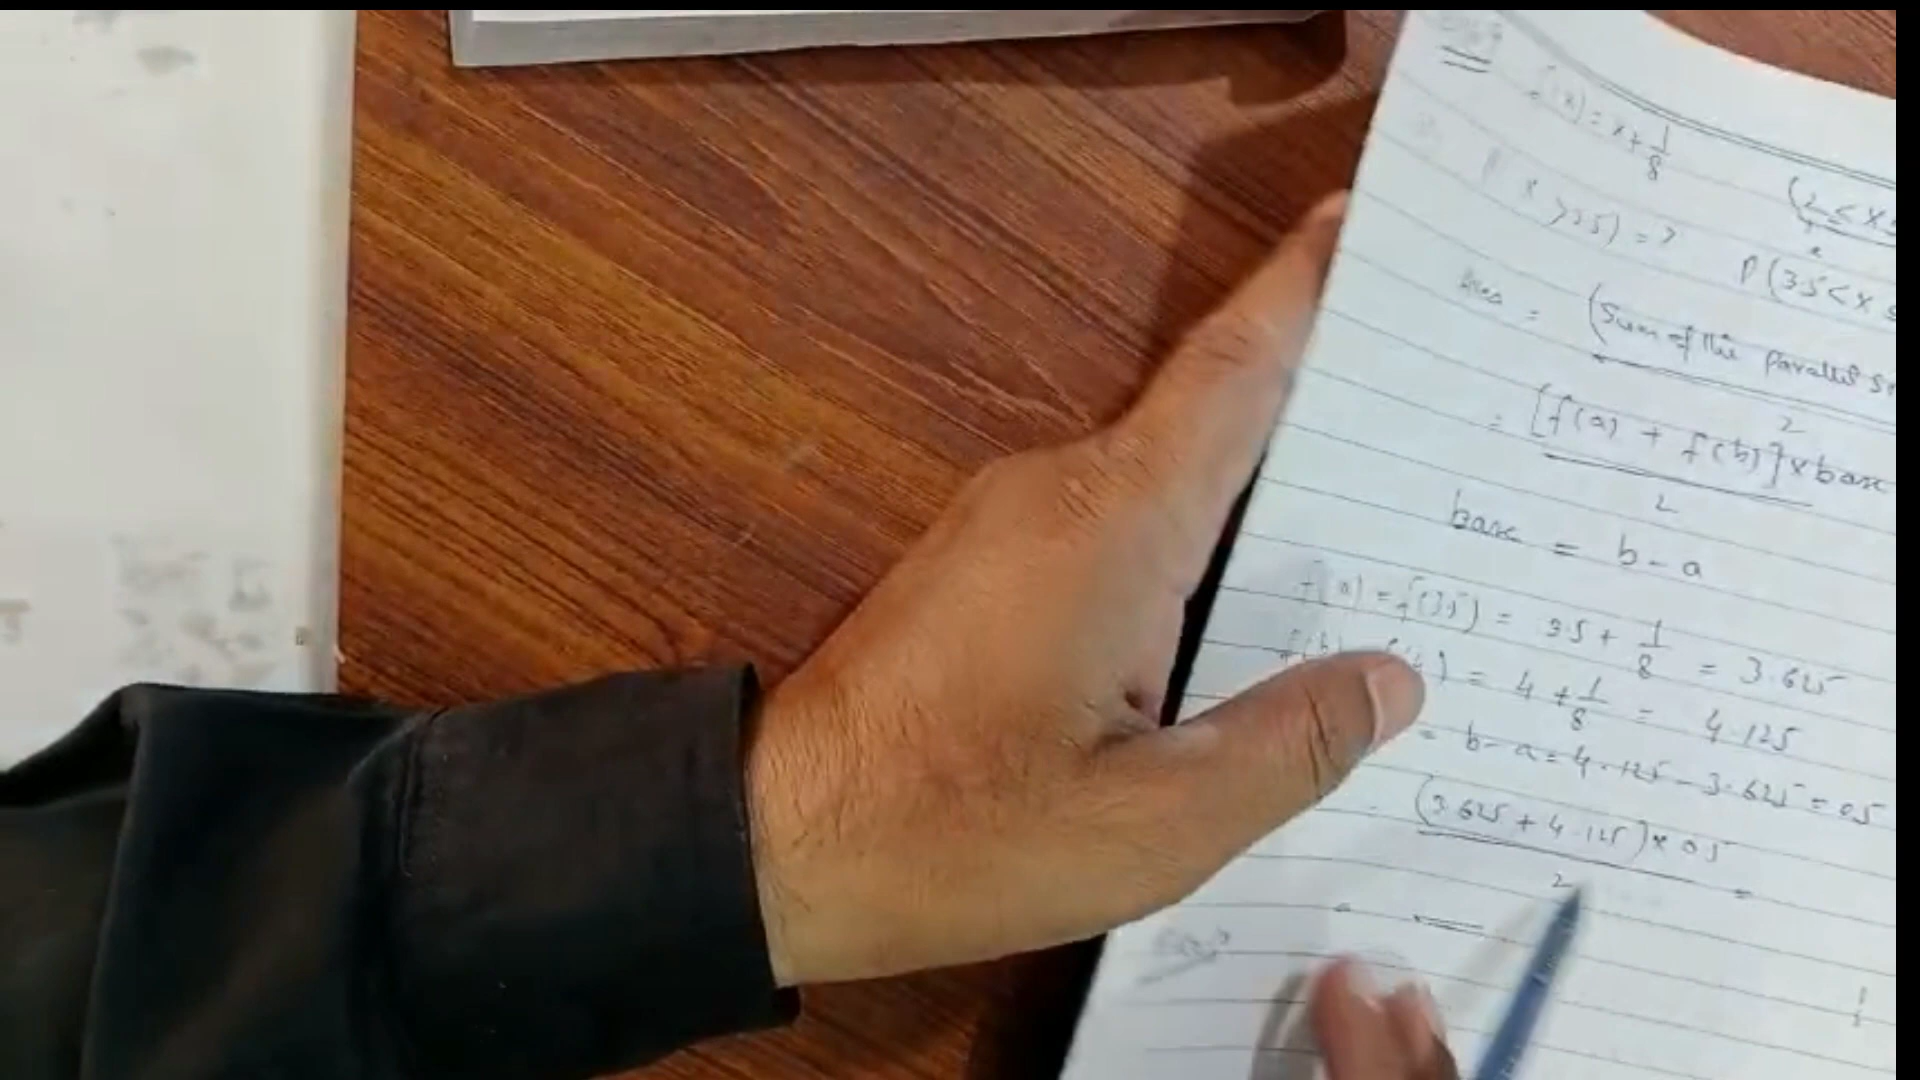 f(x) = x + 1/8 (2 ≤ x ≤
P(x > 3.5) = ? P(3.5 < x ≤
Area = (Sum of the parallel
2
= [f(a) + f(b)] x base
2
base = b - a
f(a) = f(3.5) = 3.5 + 1/8 = 3.625
f(b) = 4 + 1/8 = 4.125
= b - a = 4.125 - 3.625 = 0.5
(3.625 + 4.125) x 0.5 =
2